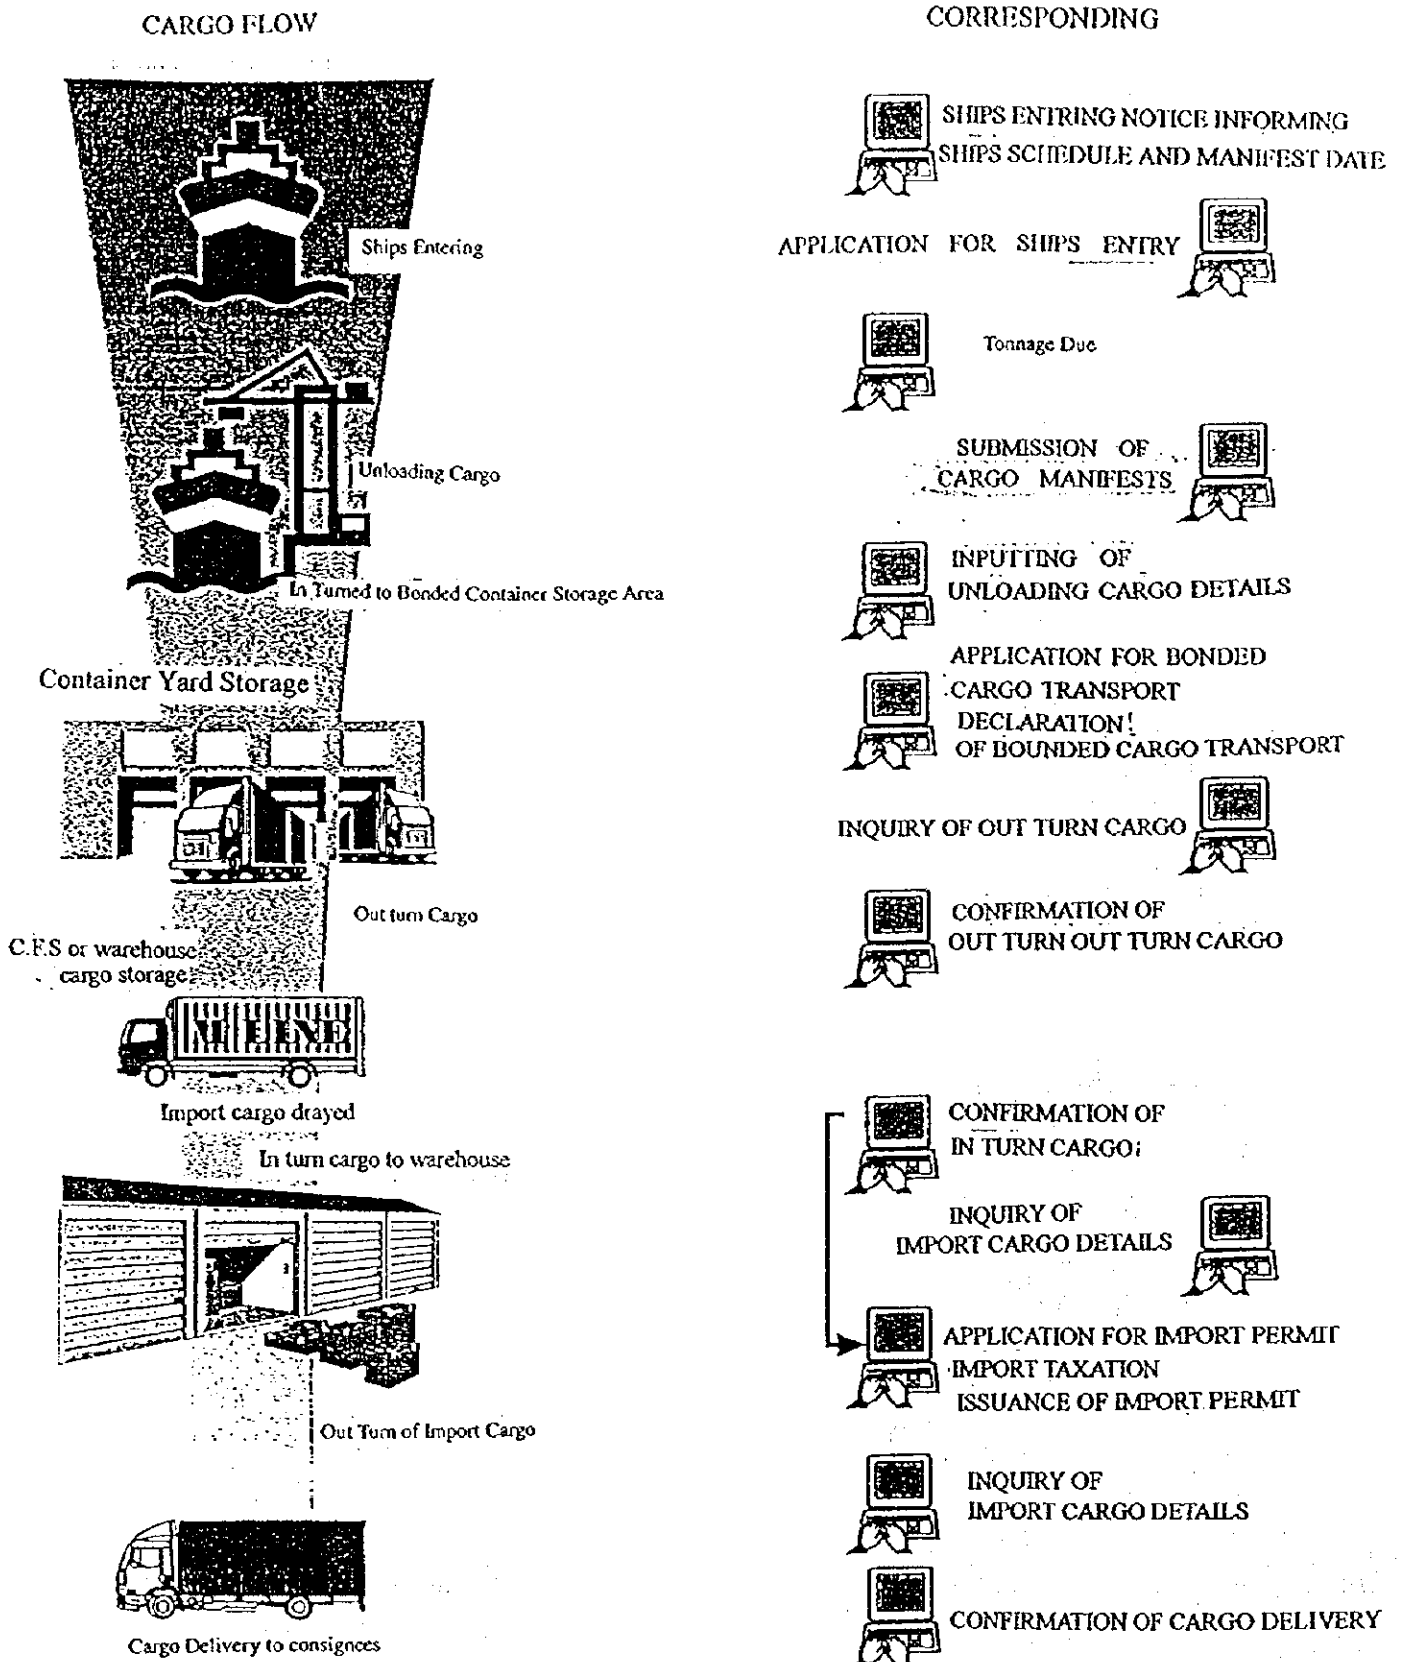 CARGO FLOW
Ships Entering
Unloading Cargo
In Turned to Bonded Container Storage Area
Container Yard Storage
Out turn Cargo
C.F.S or warehouse
cargo storage
M LINE
Import cargo drayed
In turn cargo to warehouse
Out Turn of Import Cargo
Cargo Delivery to consignees
CORRESPONDING
SHIPS ENTRING NOTICE INFORMING
SHIPS SCHEDULE AND MANIFEST DATE
APPLICATION FOR SHIPS ENTRY
Tonnage Due
SUBMISSION OF
CARGO MANIFESTS
INPUTTING OF
UNLOADING CARGO DETAILS
APPLICATION FOR BONDED
CARGO TRANSPORT
DECLARATION!
OF BOUNDED CARGO TRANSPORT
INQUIRY OF OUT TURN CARGO
CONFIRMATION OF
OUT TURN OUT TURN CARGO
CONFIRMATION OF
IN TURN CARGO;
INQUIRY OF
IMPORT CARGO DETAILS
APPLICATION FOR IMPORT PERMIT
IMPORT TAXATION
ISSUANCE OF IMPORT PERMIT
INQUIRY OF
IMPORT CARGO DETAILS
CONFIRMATION OF CARGO DELIVERY